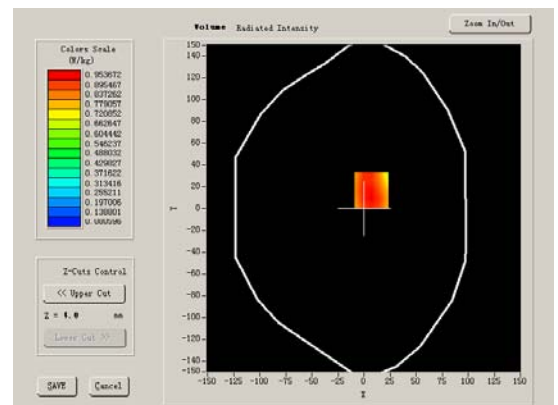 Volume Radiated Intensity
Zoom In/Out
Colors Scale
(W/kg)
0.953672
0.895467
0.837262
0.779057
0.720852
0.662647
0.604442
0.546237
0.488032
0.429827
0.371622
0.313416
0.255211
0.197006
0.138801
0.080596
Z-Cuts Control
<< Upper Cut
Z = 4.0 mm
Lower Cut >>
SAVE
Cancel
150
120
100
80
60
40
20
0
-20
-40
-60
-80
-100
-120
-140
-150
Y
-150 -125 -100 -75 -50 -25 0 25 50 75 100 125 150
X